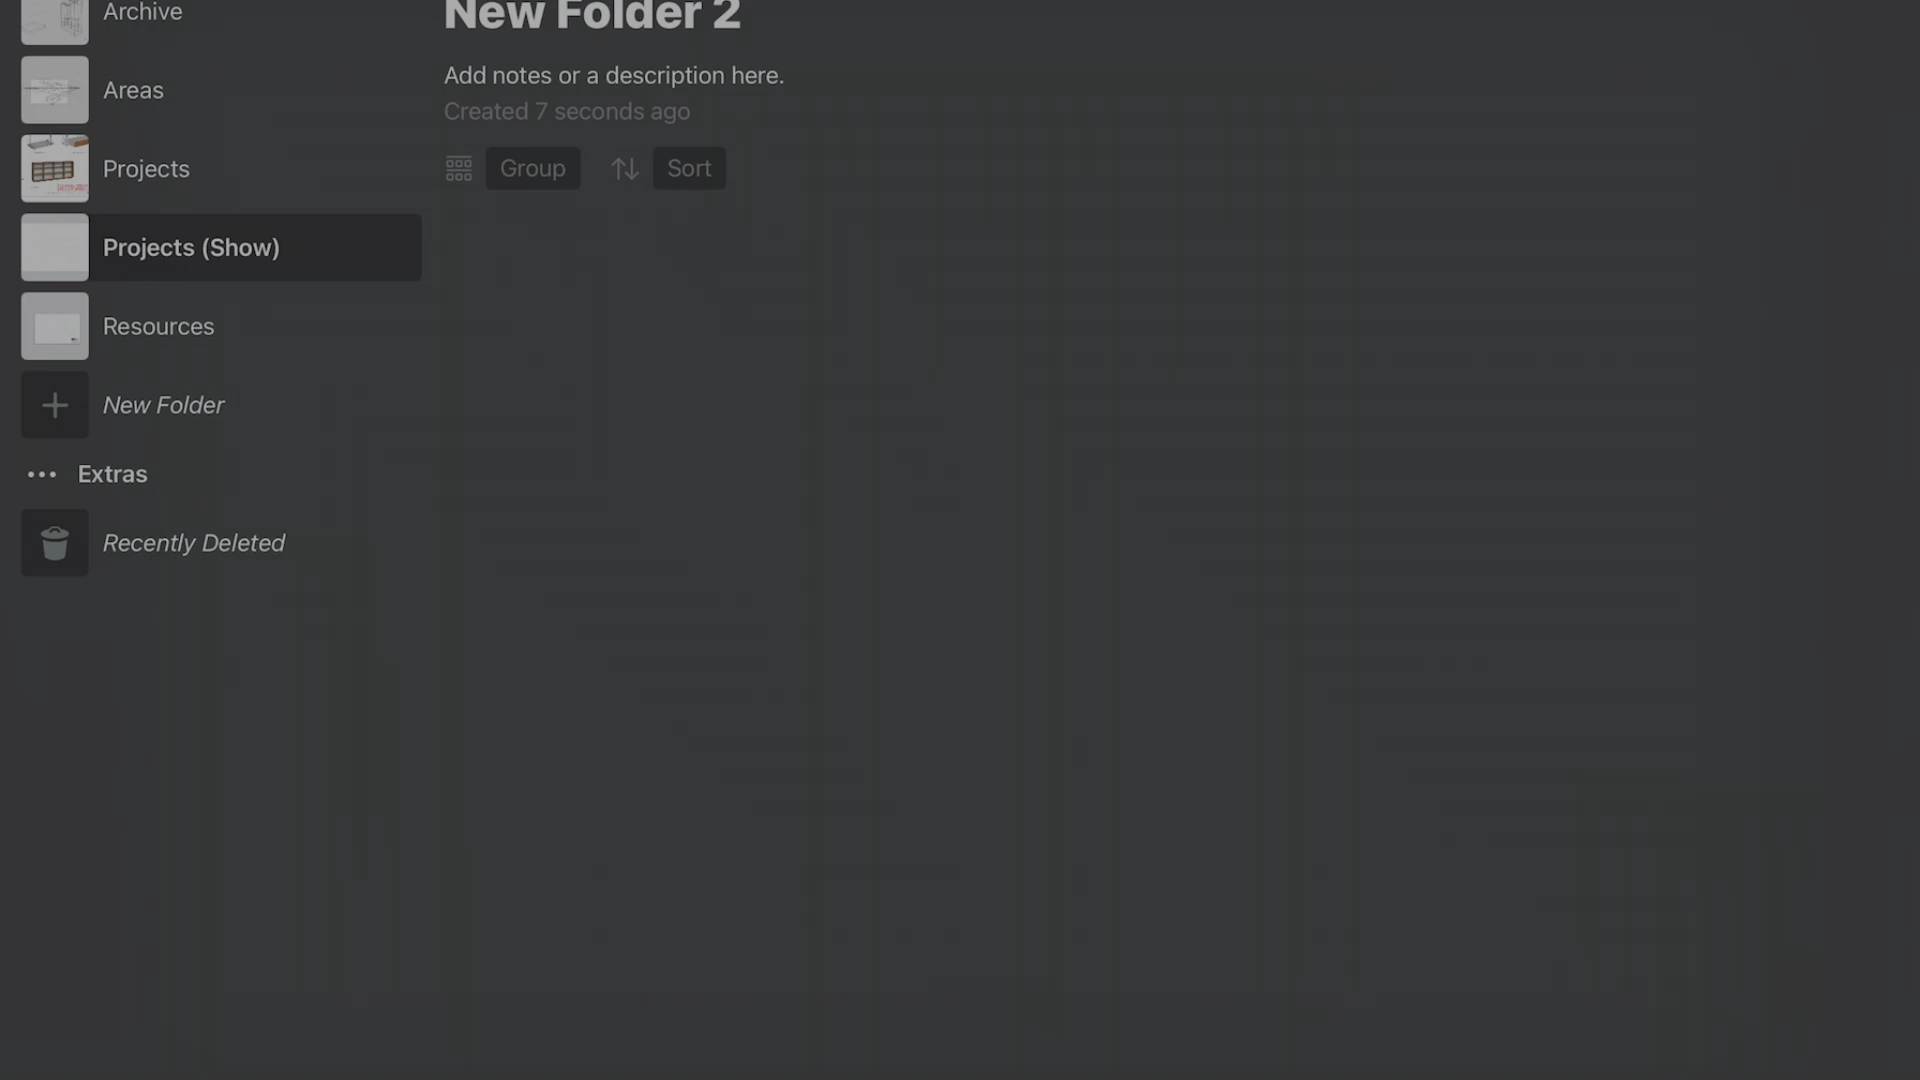 Archive
Areas
Projects
Projects (Show)
Resources
New Folder
Extras
Recently Deleted
New Folder 2
Add notes or a description here.
Created 7 seconds ago
Group
Sort